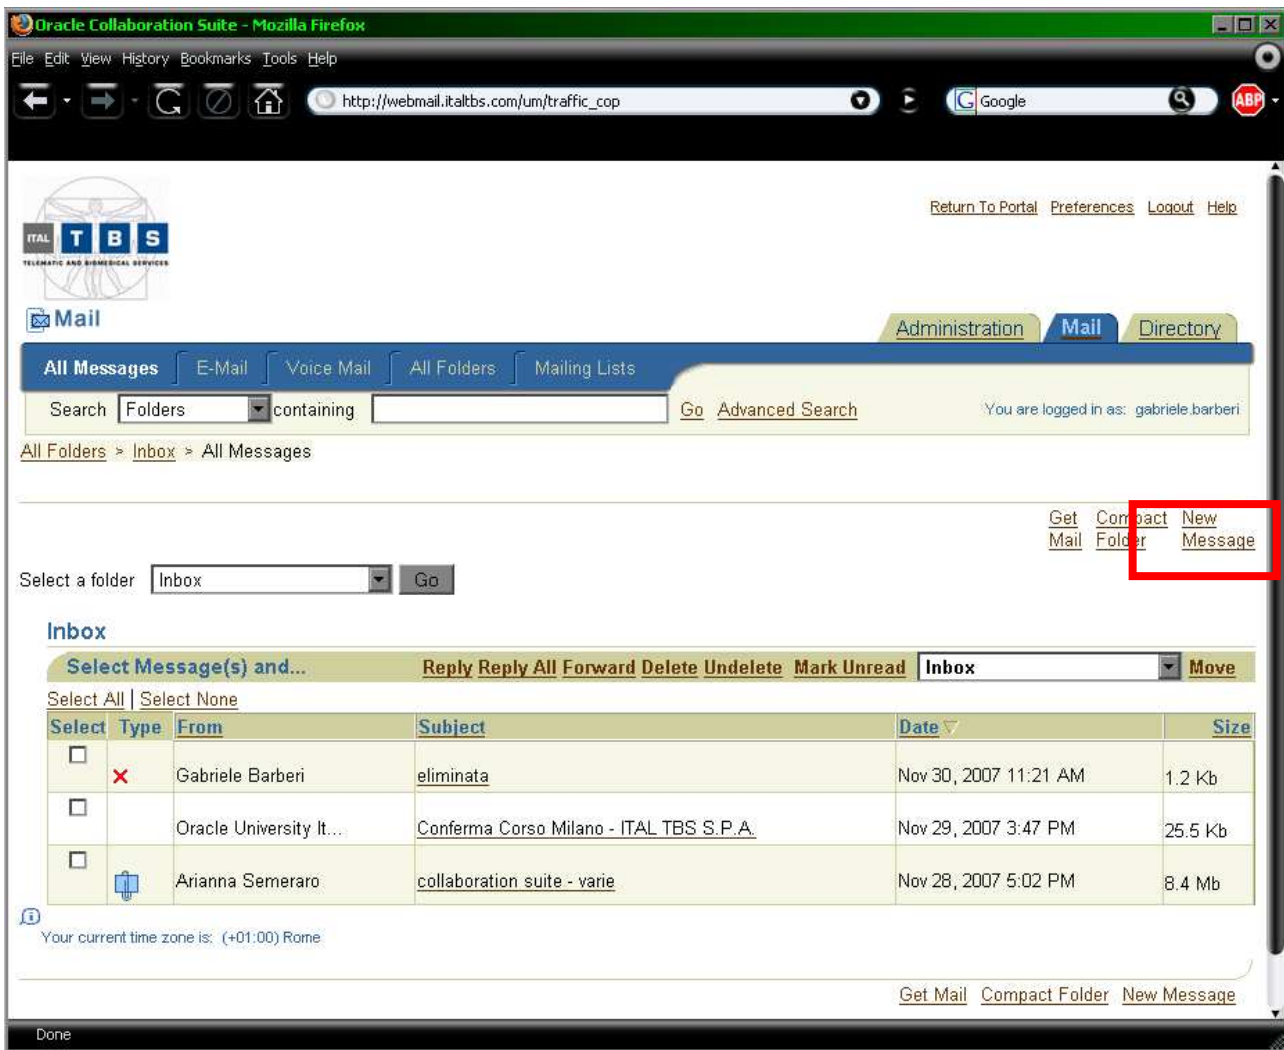 Oracle Collaboration Suite - Mozilla Firefox
File Edit View History Bookmarks Tools Help
http://webmail.italtbs.com/um/traffic_cop
G Google
ABP
Return To Portal Preferences Logout Help
ITAL T B S
TELEMATIC AND BIOMEDICAL SERVICES
Mail
Administration Mail Directory
All Messages E-Mail Voice Mail All Folders Mailing Lists
Search Folders containing Go Advanced Search You are logged in as: gabriele.barberi
All Folders > Inbox > All Messages
Get Compact New
Mail Folder Message
Select a folder Inbox Go
Inbox
Select Message(s) and... Reply Reply All Forward Delete Undelete Mark Unread Inbox Move
Select All | Select None
Select Type From Subject Date Size
Gabriele Barberi eliminata Nov 30, 2007 11:21 AM 1.2 Kb
Oracle University It... Conferma Corso Milano - ITAL TBS S.P.A. Nov 29, 2007 3:47 PM 25.5 Kb
Arianna Semeraro collaboration suite - varie Nov 28, 2007 5:02 PM 8.4 Mb
Your current time zone is: (+01:00) Rome
Get Mail Compact Folder New Message
Done